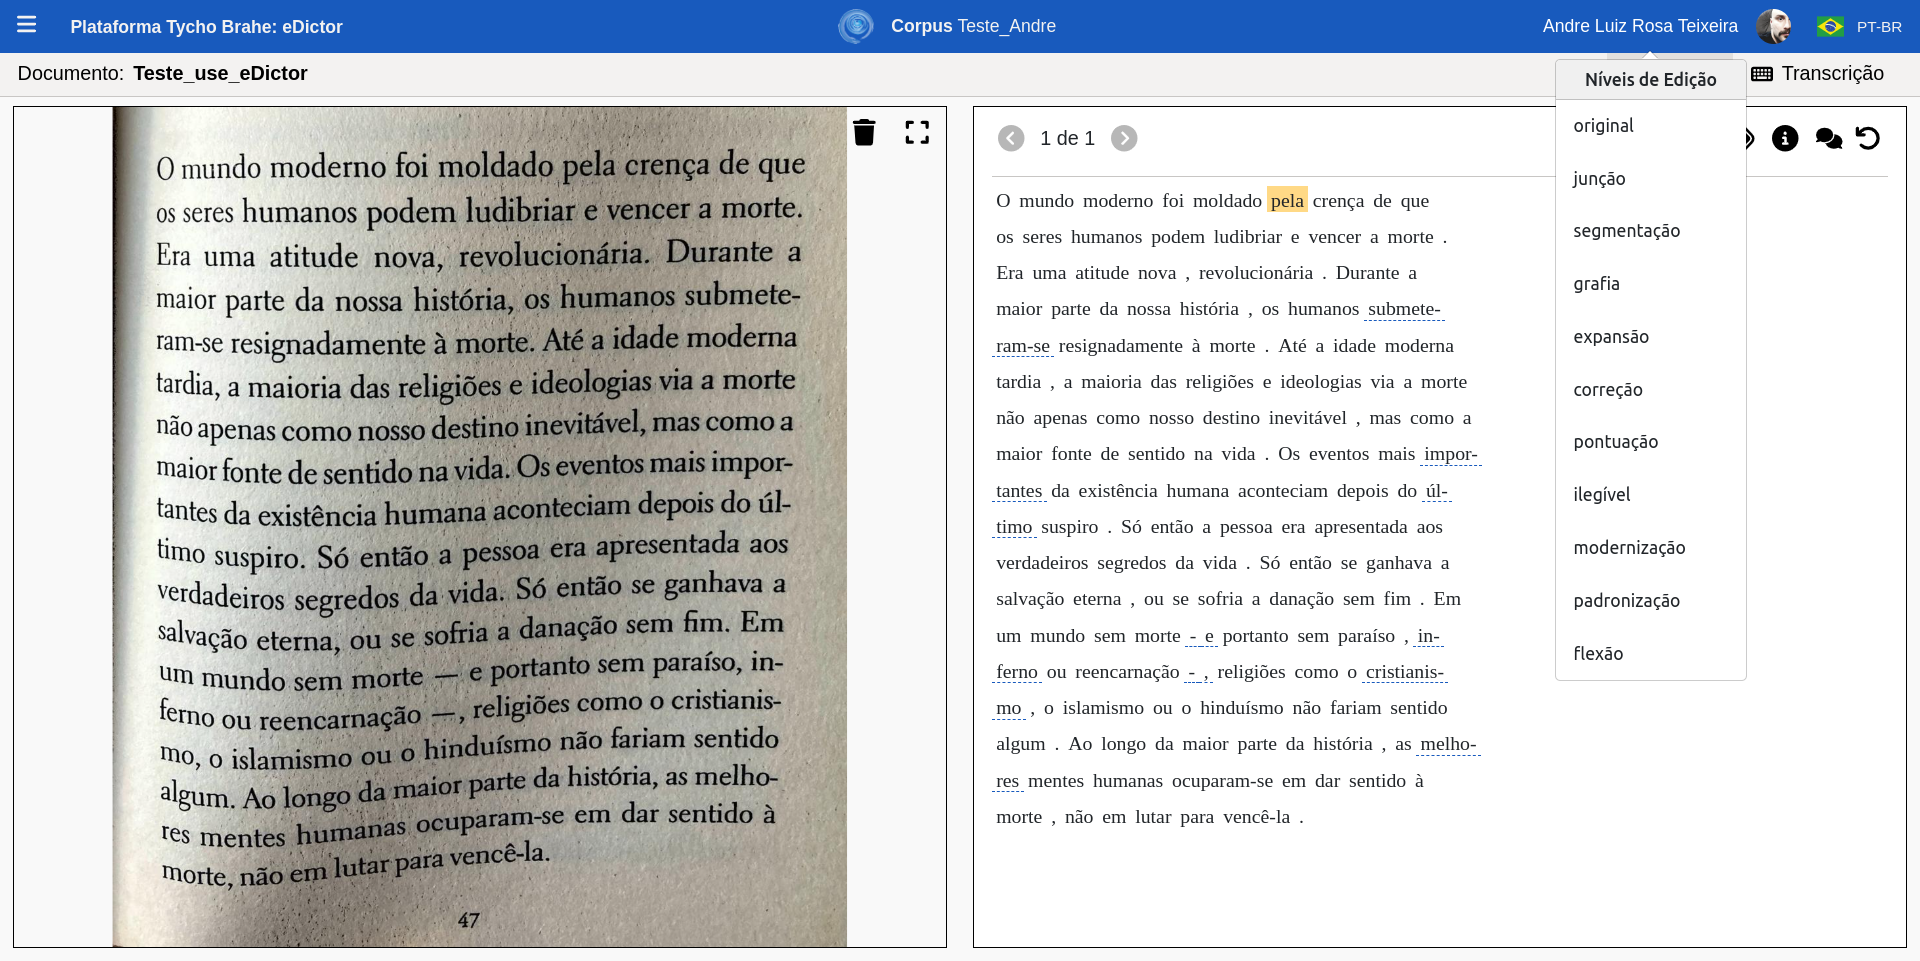 Plataforma Tycho Brahe: eDictor
Corpus Teste_Andre
Andre Luiz Rosa Teixeira
PT-BR
Documento: Teste_use_eDictor
Transcrição
O mundo moderno foi moldado pela crença de que
os seres humanos podem ludibriar e vencer a morte.
Era uma atitude nova, revolucionária. Durante a
maior parte da nossa história, os humanos submete-
ram-se resignadamente à morte. Até a idade moderna
tardia, a maioria das religiões e ideologias via a morte
não apenas como nosso destino inevitável, mas como a
maior fonte de sentido na vida. Os eventos mais impor-
tantes da existência humana aconteciam depois do úl-
timo suspiro. Só então a pessoa era apresentada aos
verdadeiros segredos da vida. Só então se ganhava a
salvação eterna, ou se sofria a danação sem fim. Em
um mundo sem morte — e portanto sem paraíso, in-
ferno ou reencarnação —, religiões como o cristianis-
mo, o islamismo ou o hinduísmo não fariam sentido
algum. Ao longo da maior parte da história, as melho-
res mentes humanas ocuparam-se em dar sentido à
morte, não em lutar para vencê-la.
47
1 de 1
O mundo moderno foi moldado pela crença de que
os seres humanos podem ludibriar e vencer a morte .
Era uma atitude nova , revolucionária . Durante a
maior parte da nossa história , os humanos submete-
ram-se resignadamente à morte . Até a idade moderna
tardia , a maioria das religiões e ideologias via a morte
não apenas como nosso destino inevitável , mas como a
maior fonte de sentido na vida . Os eventos mais impor-
tantes da existência humana aconteciam depois do úl-
timo suspiro . Só então a pessoa era apresentada aos
verdadeiros segredos da vida . Só então se ganhava a
salvação eterna , ou se sofria a danação sem fim . Em
um mundo sem morte - e portanto sem paraíso , in-
ferno ou reencarnação - , religiões como o cristianis-
mo , o islamismo ou o hinduísmo não fariam sentido
algum . Ao longo da maior parte da história , as melho-
res mentes humanas ocuparam-se em dar sentido à
morte , não em lutar para vencê-la .
Níveis de Edição
original
junção
segmentação
grafia
expansão
correção
pontuação
ilegível
modernização
padronização
flexão